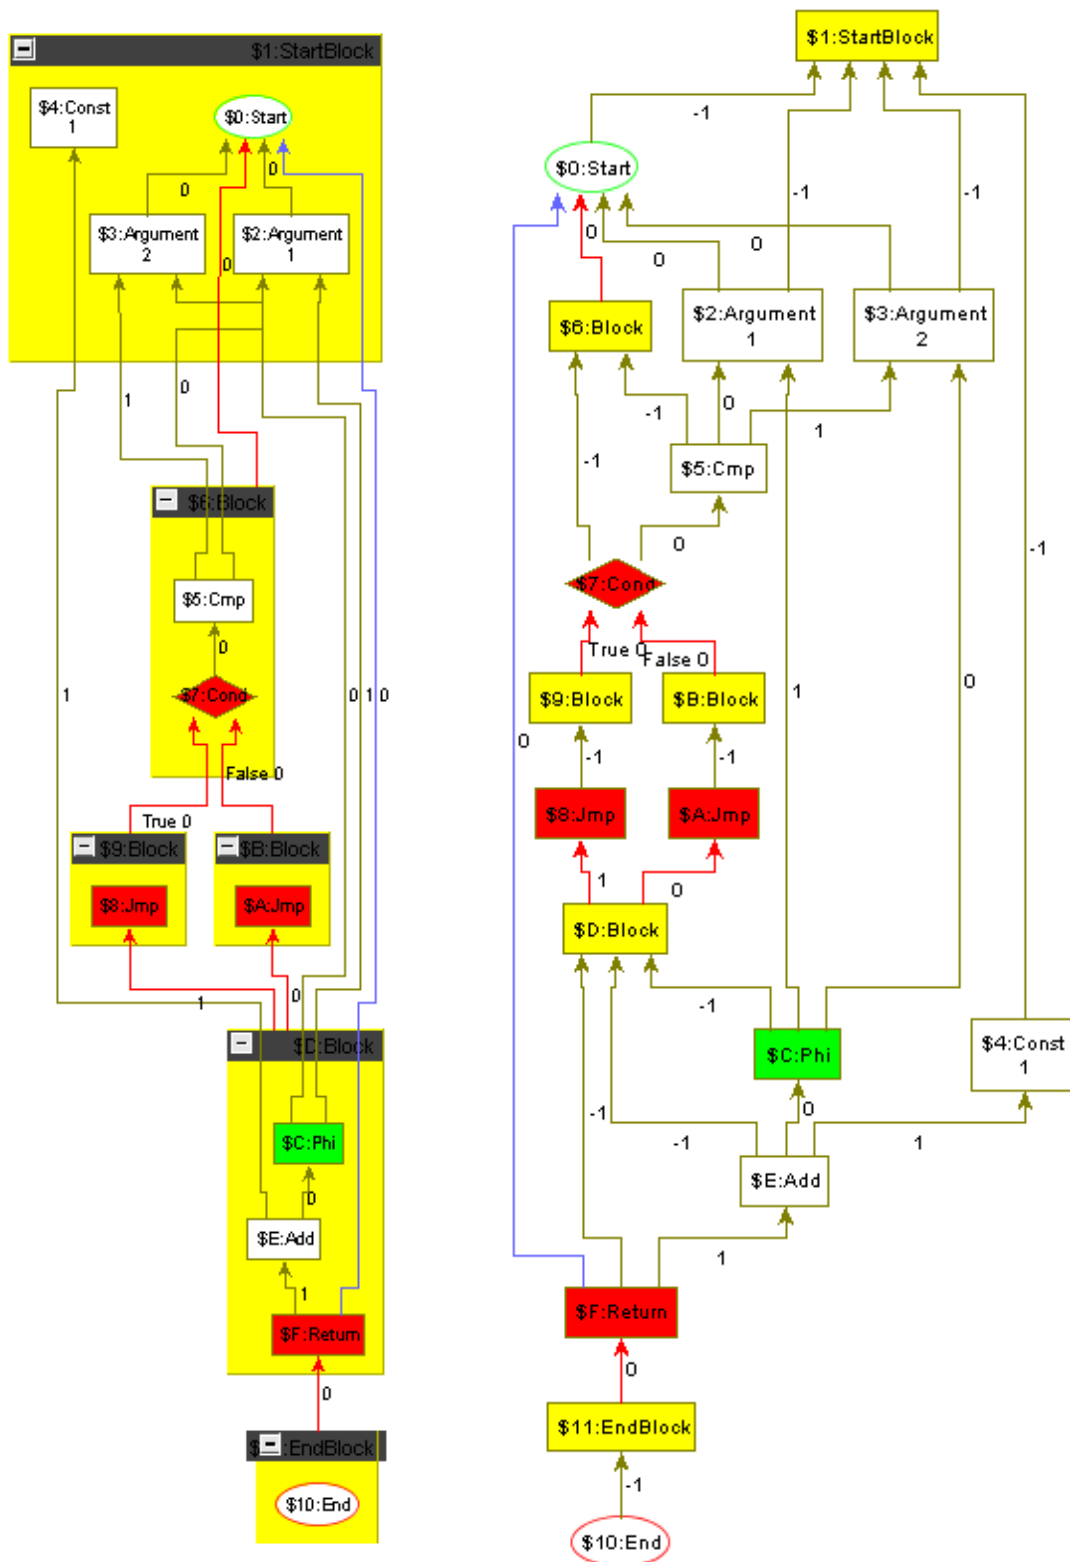 $1:StartBlock
$4:Const
1
$0:Start
0
0
$3:Argument
2
$2:Argument
1
0
1
0
$6:Block
$5:Cmp
0
$7:Cond
1
0
1
0
False 0
True 0
$9:Block
$B:Block
$8:Jmp
$A:Jmp
1
0
$D:Block
$C:Phi
0
$E:Add
1
$F:Return
0
:EndBlock
$10:End
$1:StartBlock
-1
$0:Start
-1
-1
0
0
0
$6:Block
$2:Argument
1
$3:Argument
2
-1
0
1
-1
$5:Cmp
0
-1
$7:Cond
True 0
False 0
$9:Block
$B:Block
1
0
0
-1
-1
$8:Jmp
$A:Jmp
1
0
$D:Block
-1
$C:Phi
$4:Const
1
-1
0
-1
1
$E:Add
1
$F:Return
0
$11:EndBlock
-1
$10:End